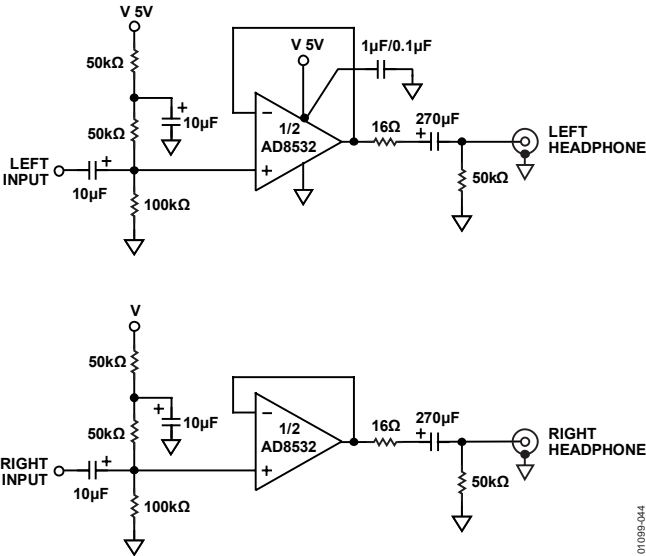 V 5V
50kΩ
+
10µF
50kΩ
LEFT
INPUT
+
10µF
100kΩ
V 5V
1µF/0.1µF
−
1/2
AD8532
+
16Ω
270µF
+
50kΩ
LEFT
HEADPHONE
V
50kΩ
+
10µF
50kΩ
RIGHT
INPUT
+
10µF
100kΩ
−
1/2
AD8532
+
16Ω
270µF
+
50kΩ
RIGHT
HEADPHONE
01099-044